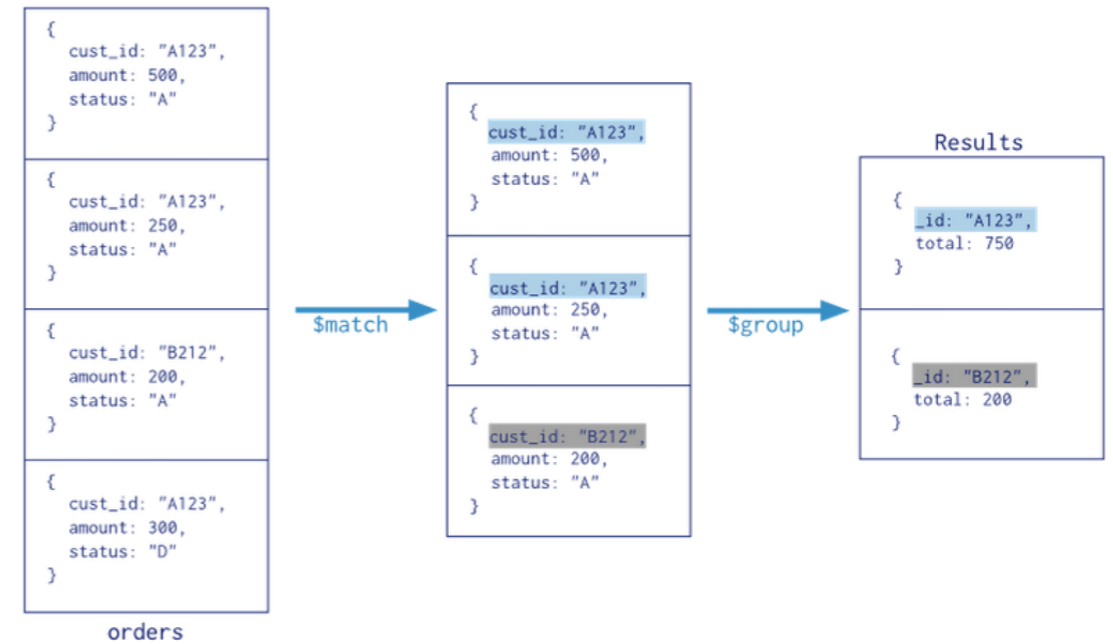 {
cust_id: "A123",
amount: 500,
status: "A"
}
{
cust_id: "A123",
amount: 250,
status: "A"
}
{
cust_id: "B212",
amount: 200,
status: "A"
}
{
cust_id: "A123",
amount: 300,
status: "D"
}
orders
$match
{
cust_id: "A123",
amount: 500,
status: "A"
}
{
cust_id: "A123",
amount: 250,
status: "A"
}
{
cust_id: "B212",
amount: 200,
status: "A"
}
$group
Results
{
_id: "A123",
total: 750
}
{
_id: "B212",
total: 200
}